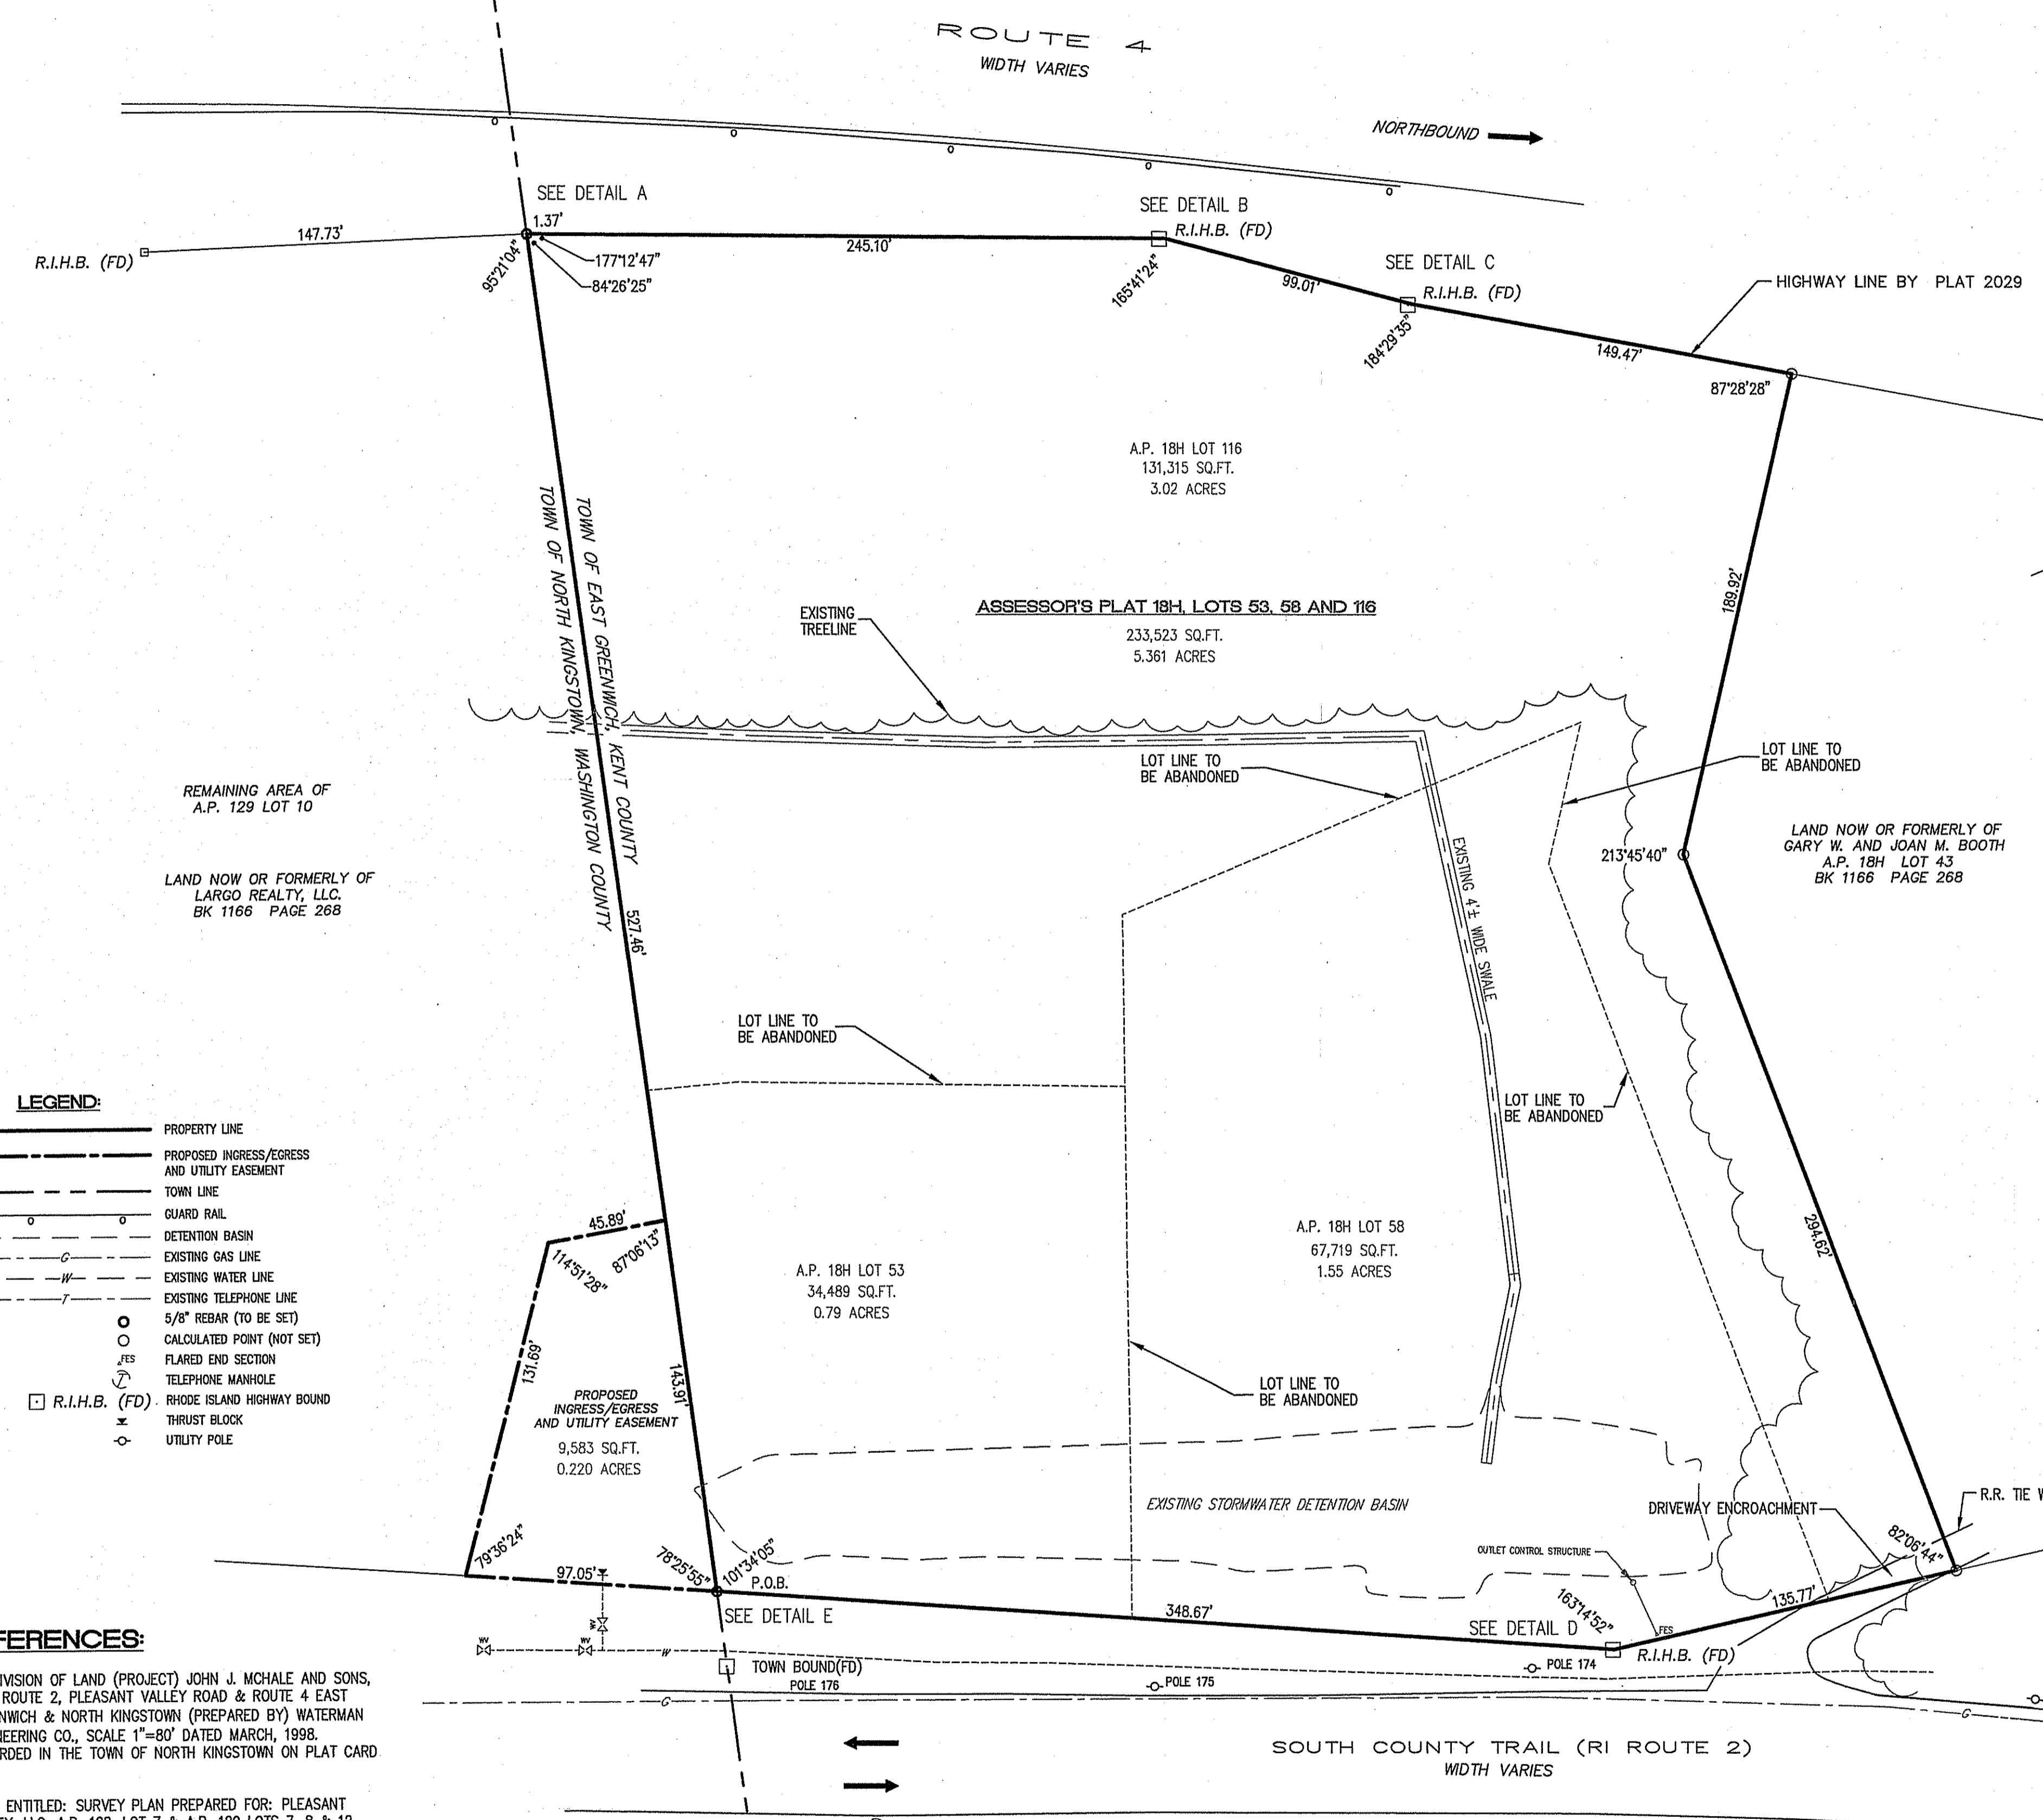 ROUTE 4
WIDTH VARIES
NORTHBOUND
SEE DETAIL A
1.37'
147.73'
R.I.H.B. (FD)
95°21'04"
177°12'47"
84°26'25"
245.10'
SEE DETAIL B
R.I.H.B. (FD)
165°41'24"
99.01'
SEE DETAIL C
R.I.H.B. (FD)
184°29'35"
149.47'
HIGHWAY LINE BY PLAT 2029
87°28'28"
A.P. 18H LOT 116
131,315 SQ.FT.
3.02 ACRES
TOWN OF EAST GREENWICH, KENT COUNTY
TOWN OF NORTH KINGSTOWN, WASHINGTON COUNTY
189.92'
EXISTING
TREELINE
ASSESSOR'S PLAT 18H, LOTS 53, 58 AND 116
233,523 SQ.FT.
5.361 ACRES
LOT LINE TO
BE ABANDONED
LOT LINE TO
BE ABANDONED
REMAINING AREA OF
A.P. 129 LOT 10
LAND NOW OR FORMERLY OF
LARGO REALTY, LLC.
BK 1166 PAGE 268
527.46'
EXISTING 4'± WIDE SWALE
213°45'40"
LAND NOW OR FORMERLY OF
GARY W. AND JOAN M. BOOTH
A.P. 18H LOT 43
BK 1166 PAGE 268
LOT LINE TO
BE ABANDONED
LOT LINE TO
BE ABANDONED
LEGEND:
PROPERTY LINE
PROPOSED INGRESS/EGRESS
AND UTILITY EASEMENT
TOWN LINE
GUARD RAIL
DETENTION BASIN
G EXISTING GAS LINE
W EXISTING WATER LINE
T EXISTING TELEPHONE LINE
5/8" REBAR (TO BE SET)
CALCULATED POINT (NOT SET)
FES FLARED END SECTION
TELEPHONE MANHOLE
R.I.H.B. (FD) RHODE ISLAND HIGHWAY BOUND
THRUST BLOCK
UTILITY POLE
45.89'
114°51'28"
87°06'13"
131.69'
143.91'
PROPOSED
INGRESS/EGRESS
AND UTILITY EASEMENT
9,583 SQ.FT.
0.220 ACRES
A.P. 18H LOT 53
34,489 SQ.FT.
0.79 ACRES
A.P. 18H LOT 58
67,719 SQ.FT.
1.55 ACRES
294.62'
LOT LINE TO
BE ABANDONED
EXISTING STORMWATER DETENTION BASIN
DRIVEWAY ENCROACHMENT
R.R. TIE
82°06'44"
OUTLET CONTROL STRUCTURE
79°36'24"
97.05'
78°25'55"
101°34'05"
P.O.B.
SEE DETAIL E
348.67'
163°14'52"
SEE DETAIL D
135.77'
FES
R.I.H.B. (FD)
WV
WV
WV
W
TOWN BOUND(FD)
POLE 176
POLE 175
POLE 174
G
G
SOUTH COUNTY TRAIL (RI ROUTE 2)
WIDTH VARIES
FERENCES:
IVISION OF LAND (PROJECT) JOHN J. MCHALE AND SONS,
ROUTE 2, PLEASANT VALLEY ROAD & ROUTE 4 EAST
NWICH & NORTH KINGSTOWN (PREPARED BY) WATERMAN
NEERING CO., SCALE 1"=80' DATED MARCH, 1998.
RDED IN THE TOWN OF NORTH KINGSTOWN ON PLAT CARD
ENTITLED: SURVEY PLAN PREPARED FOR: PLEASANT